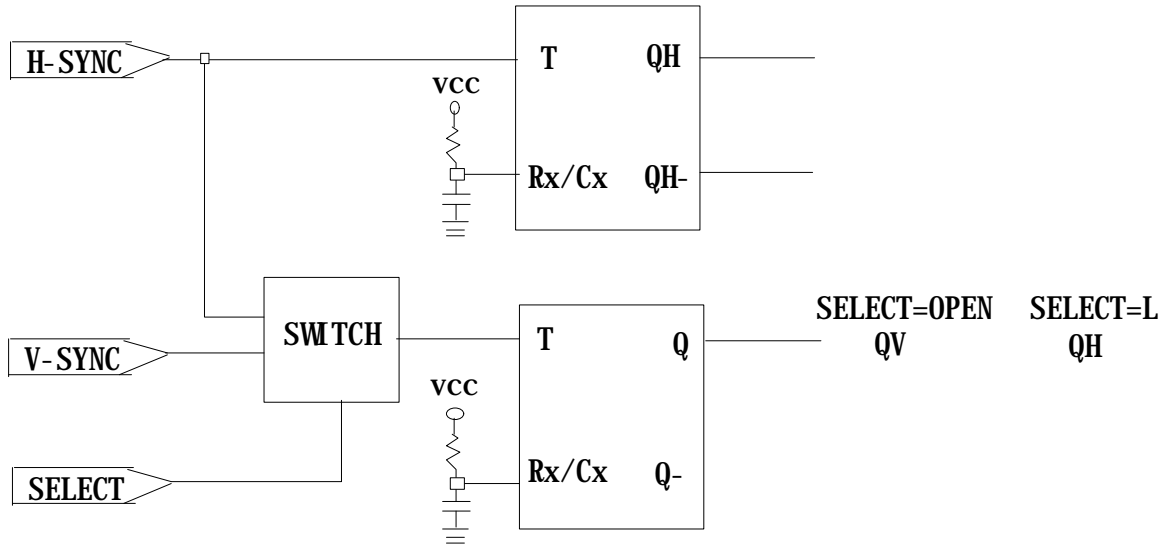 H-SYNC
T QH
VCC
Rx/Cx QH-
SWITCH
SELECT=OPEN SELECT=L
QV QH
V-SYNC
T Q
VCC
SELECT
Rx/Cx Q-